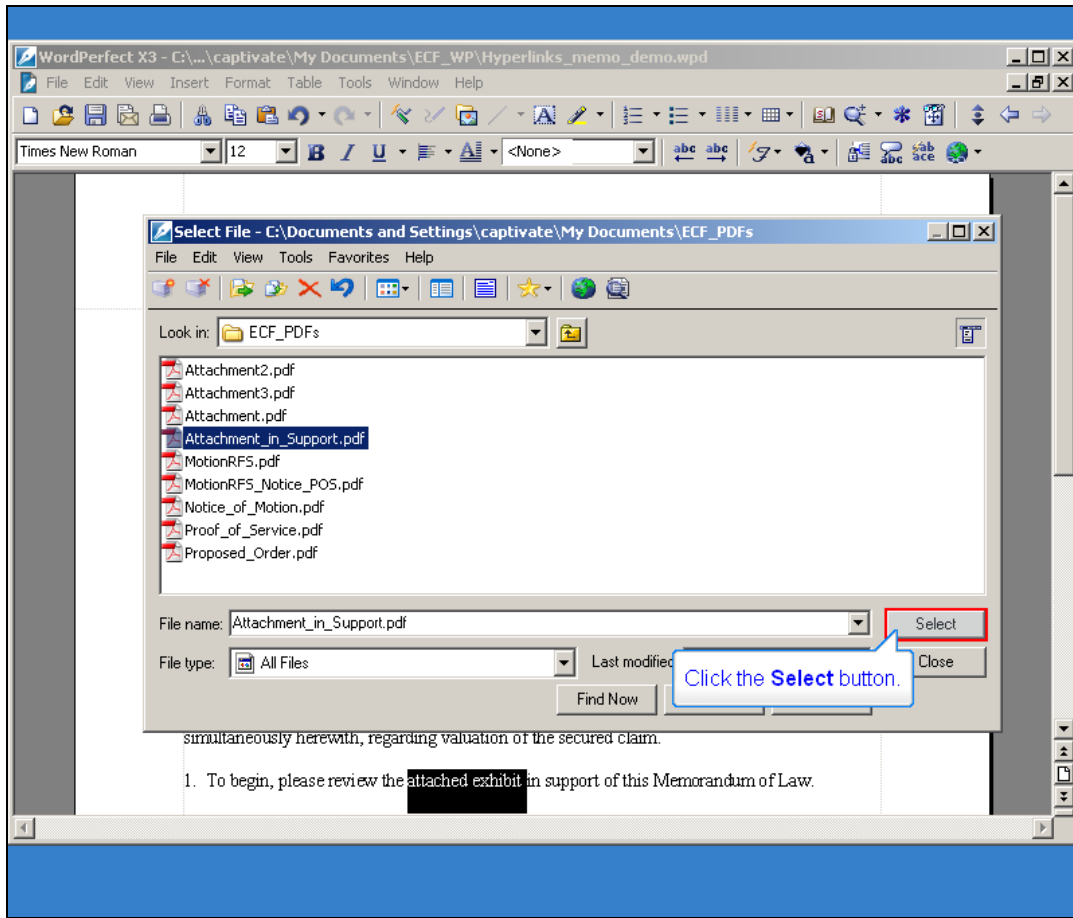 WordPerfect X3 - C:\...\captivate\My Documents\ECF_WP\Hyperlinks_memo_demo.wpd
File Edit View Insert Format Table Tools Window Help
Times New Roman 12 B I U A <None> abc abc
Select File - C:\Documents and Settings\captivate\My Documents\ECF_PDFs
File Edit View Tools Favorites Help
Look in: ECF_PDFs
Attachment2.pdf
Attachment3.pdf
Attachment.pdf
Attachment_in_Support.pdf
MotionRFS.pdf
MotionRFS_Notice_POS.pdf
Notice_of_Motion.pdf
Proof_of_Service.pdf
Proposed_Order.pdf
File name: Attachment_in_Support.pdf Select
File type: All Files Last modified Close
Click the Select button.
Find Now
simultaneously herewith, regarding valuation of the secured claim.
1. To begin, please review the attached exhibit in support of this Memorandum of Law.